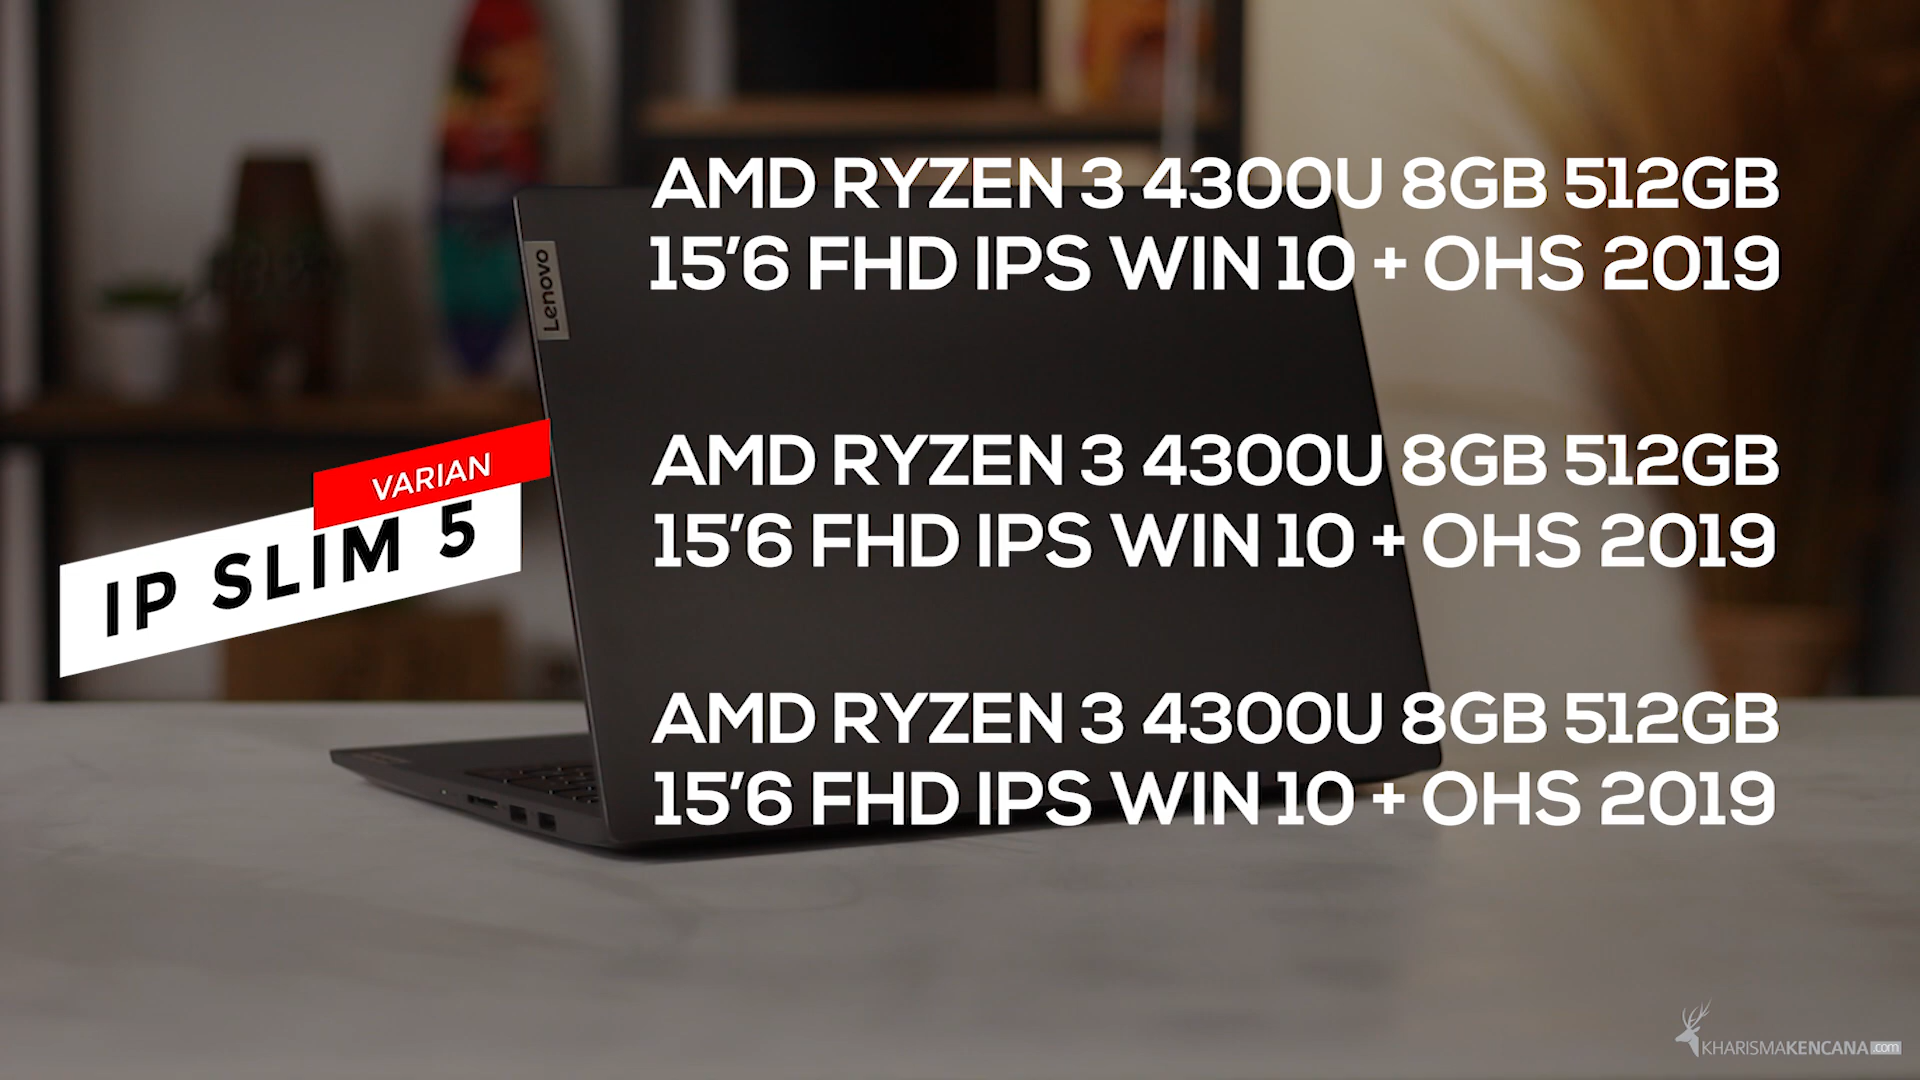 AMD RYZEN 3 4300U 8GB 512GB
15'6 FHD IPS WIN 10 + OHS 2019
Lenovo
VARIAN
IP SLIM 5
AMD RYZEN 3 4300U 8GB 512GB
15'6 FHD IPS WIN 10 + OHS 2019
AMD RYZEN 3 4300U 8GB 512GB
15'6 FHD IPS WIN 10 + OHS 2019
KHARISMAKENCANA.com